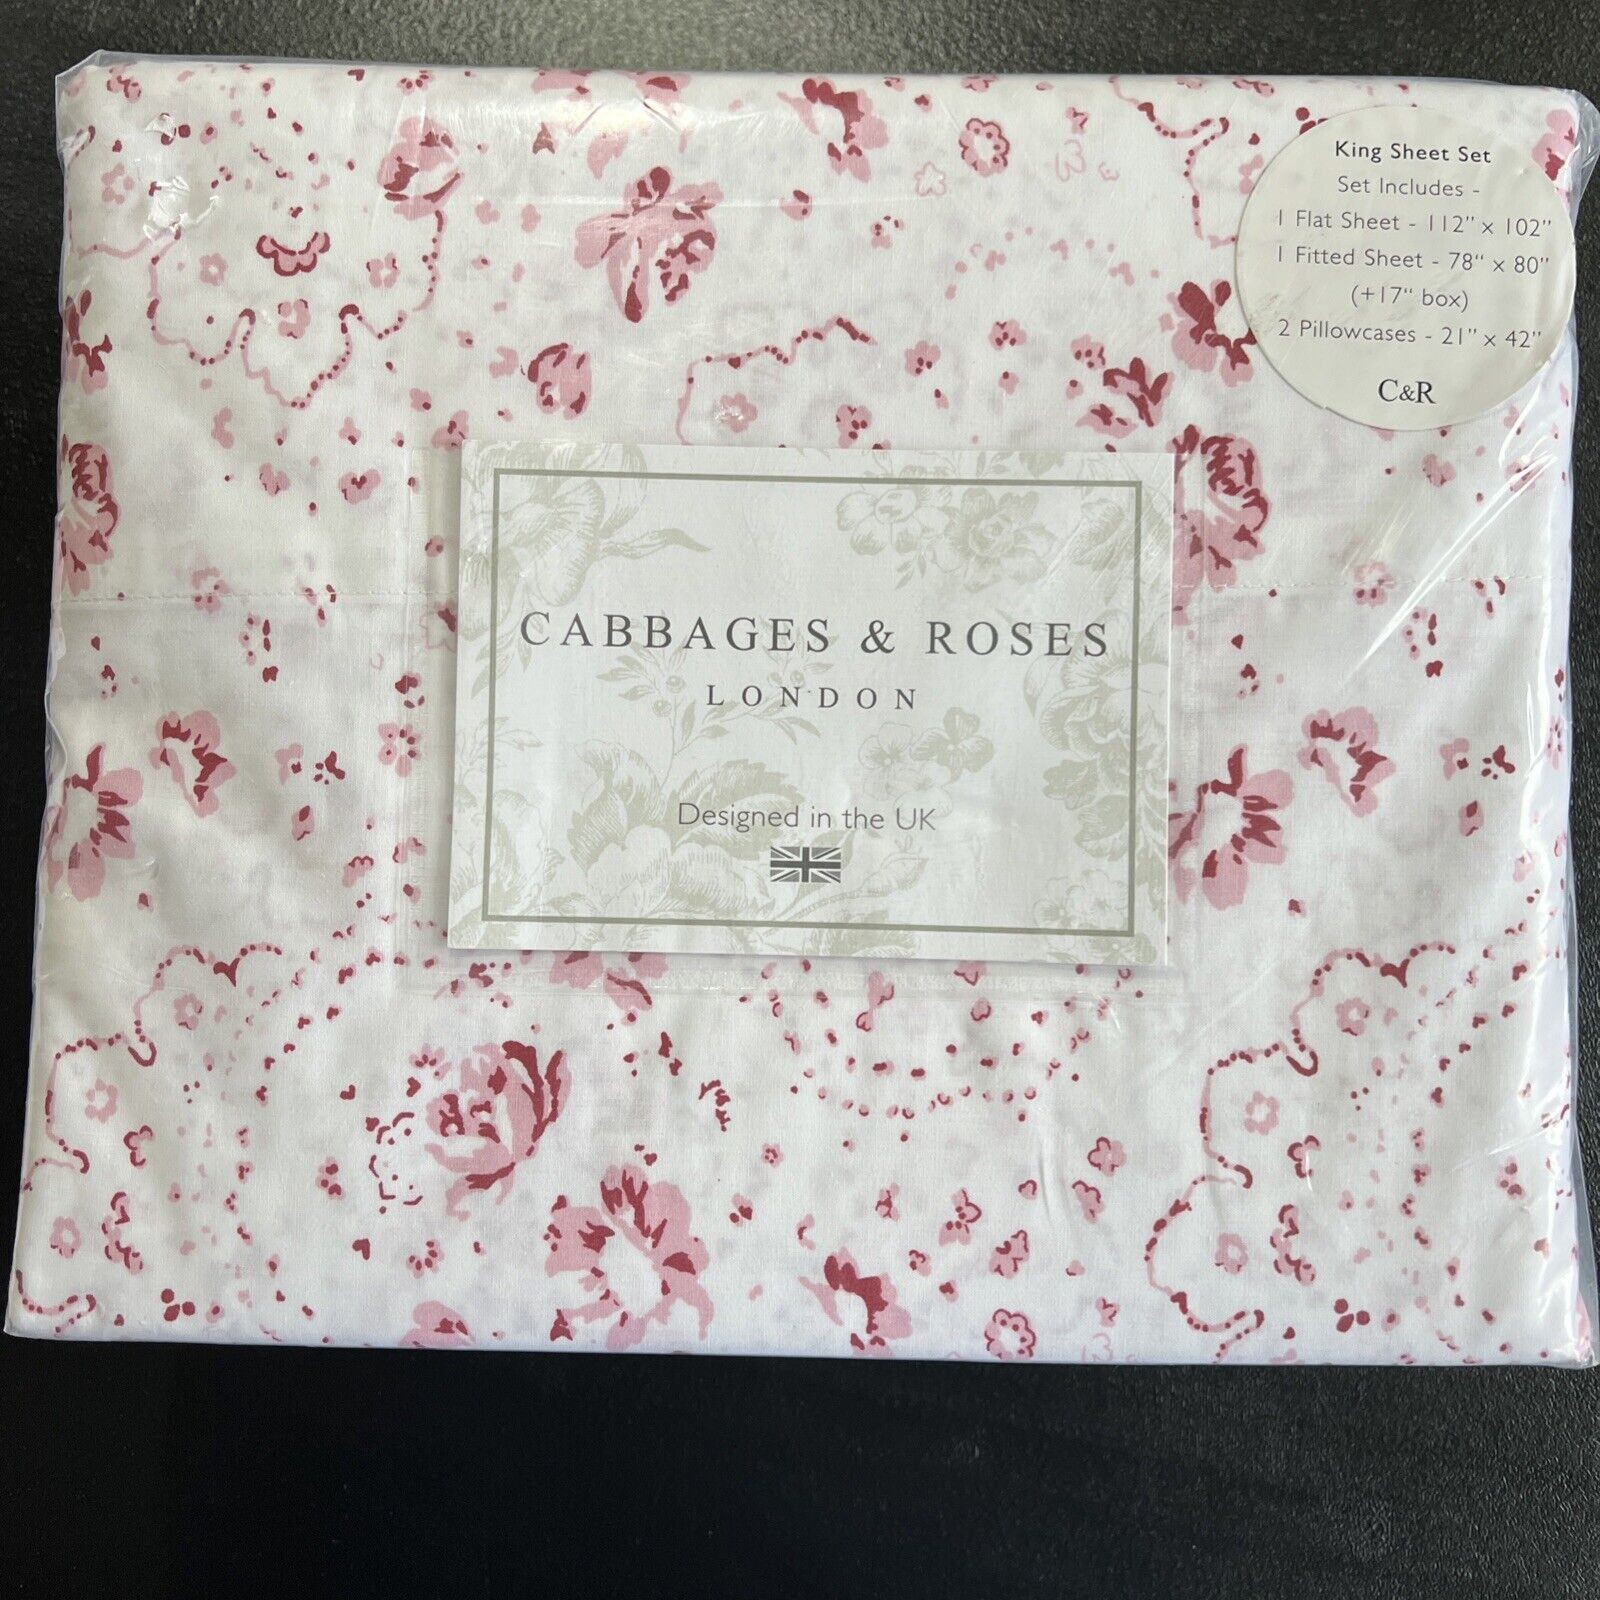 King Sheet Set
Set Includes -
1 Flat Sheet - 112" x 102"
1 Fitted Sheet - 78" x 80"
(+17" box)
2 Pillowcases - 21" x 42"
C&R
CABBAGES & ROSES
LONDON
Designed in the UK